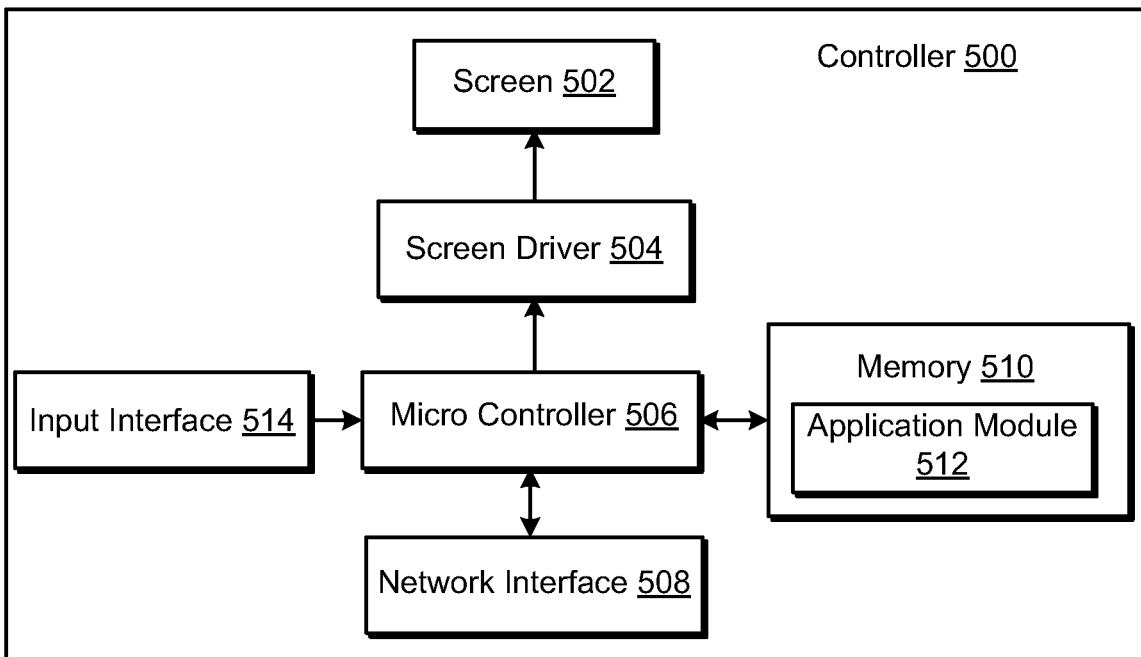 Controller 500
Screen 502
Screen Driver 504
Memory 510
Input Interface 514
Micro Controller 506
Application Module
512
Network Interface 508